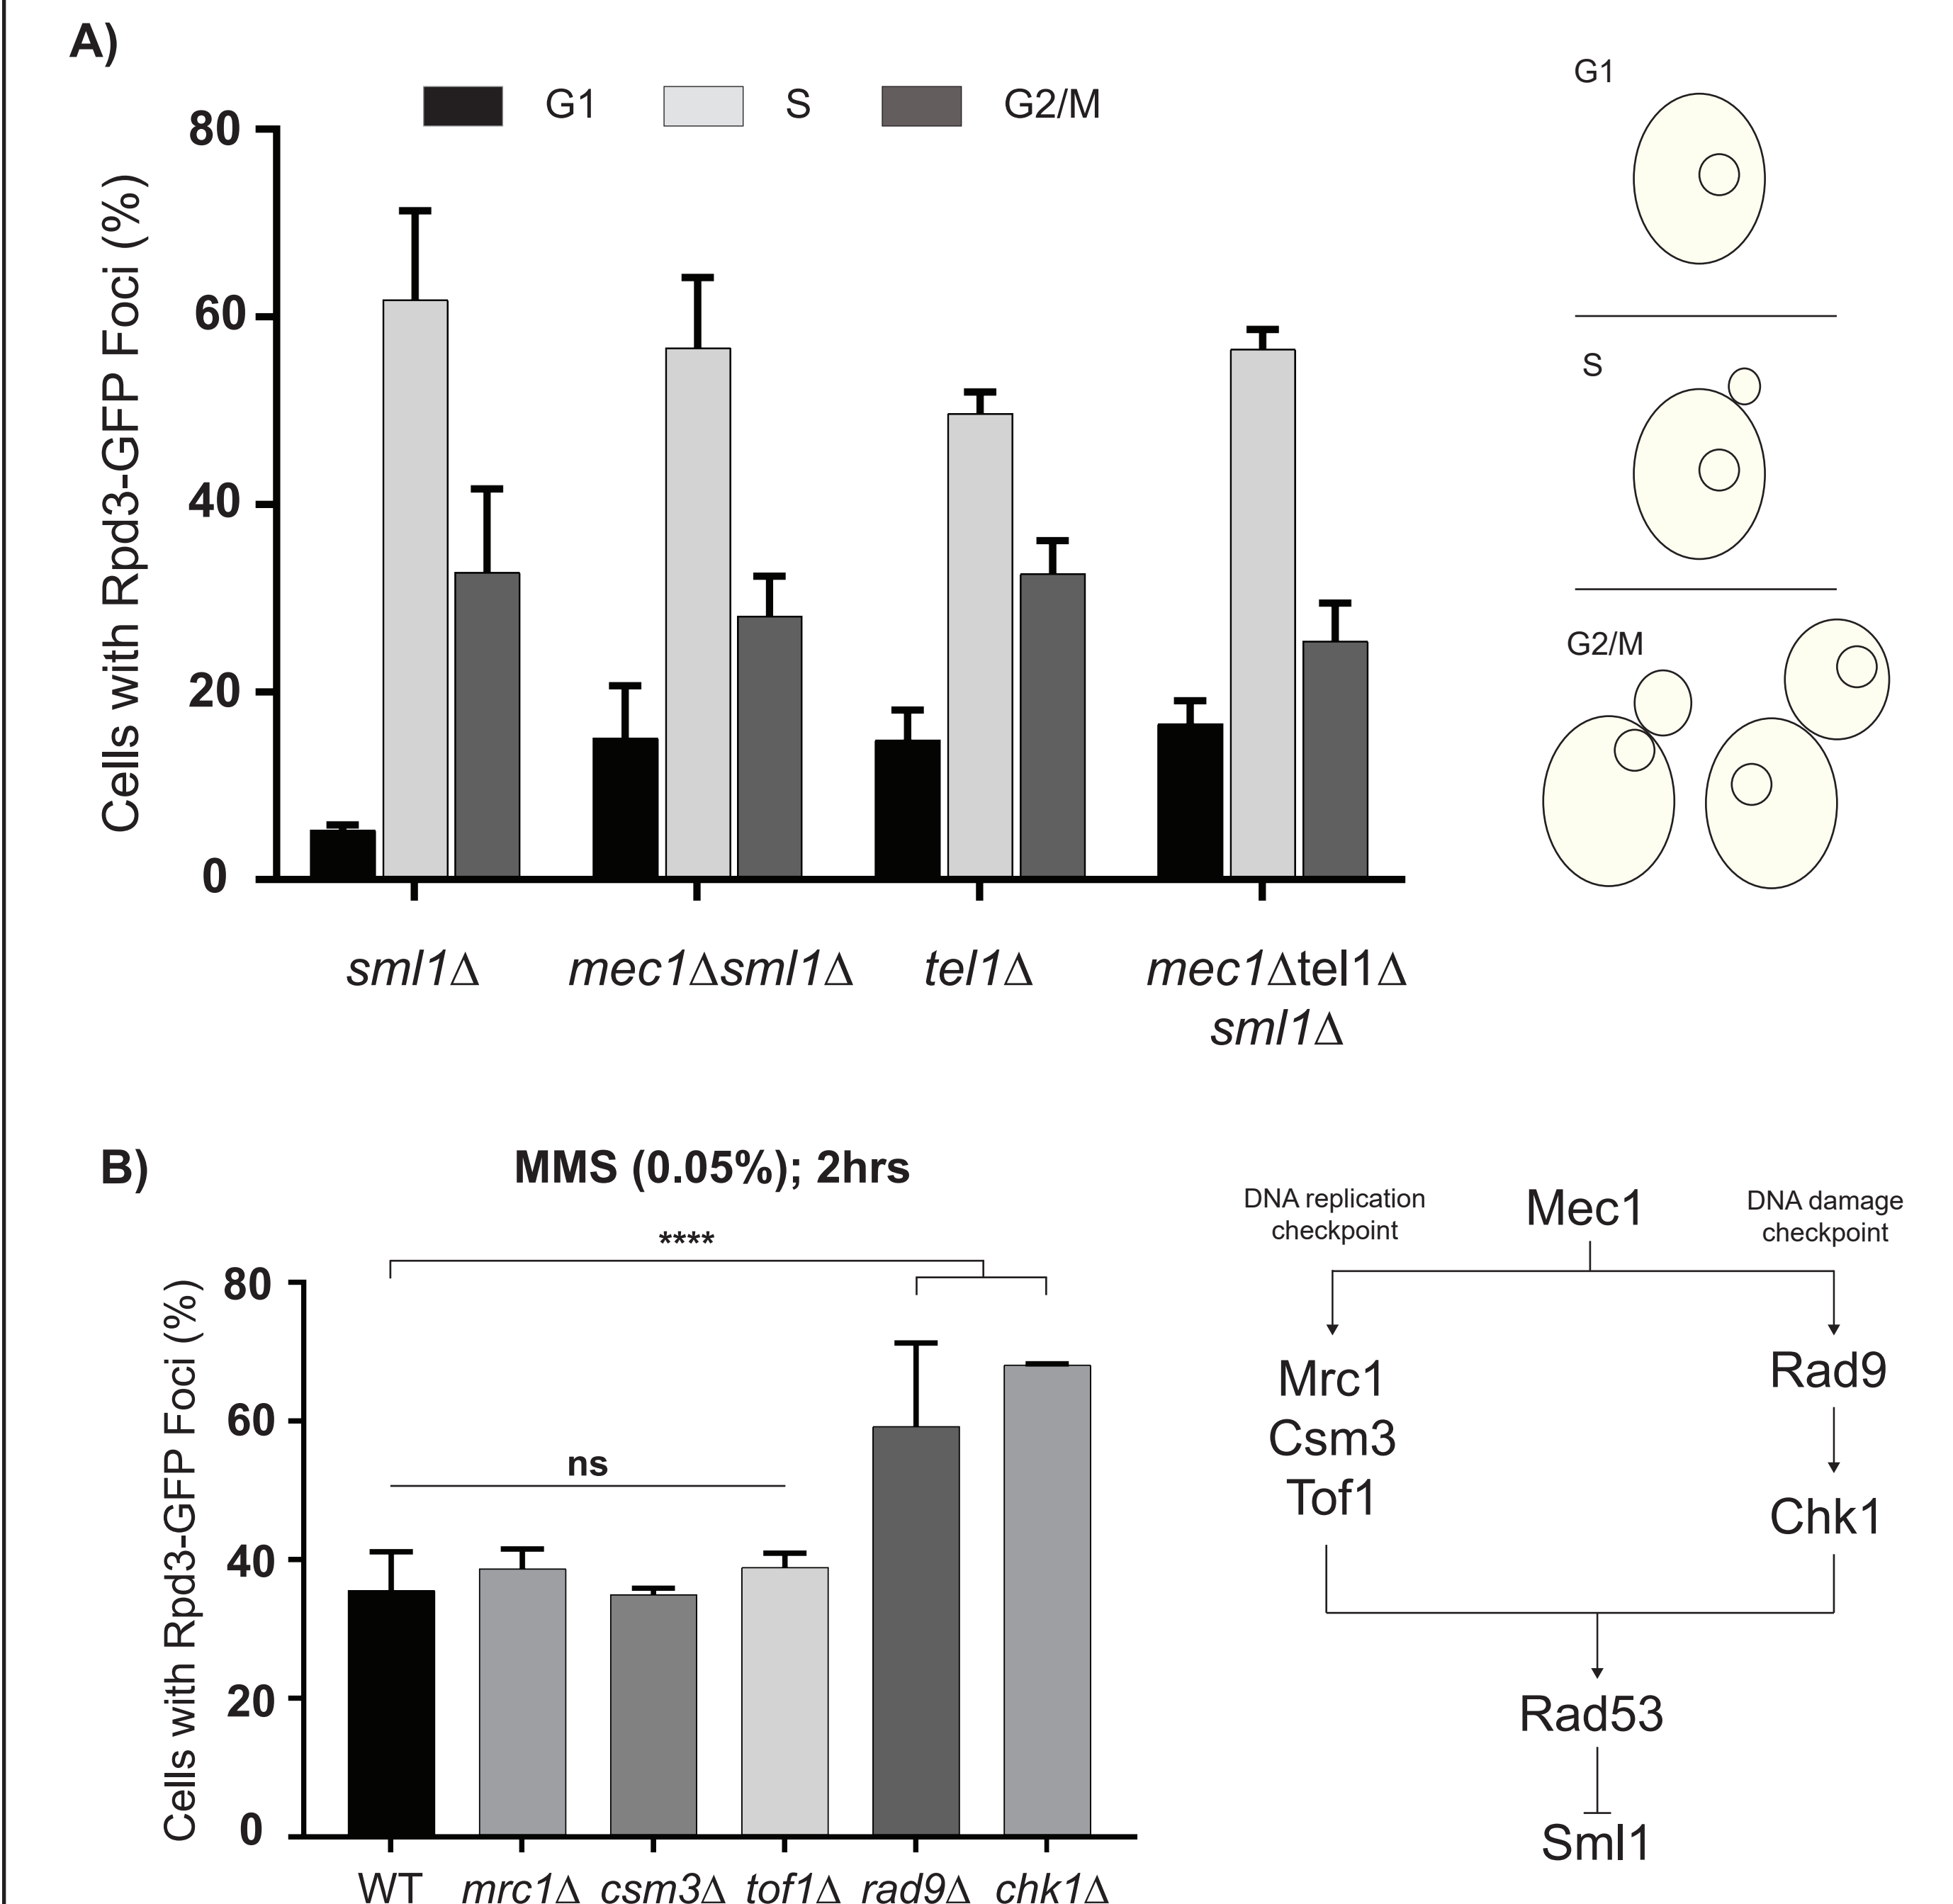 A)
G1 S G2/M
Cells with Rpd3-GFP Foci (%)
80
60
40
20
0
sml1Δ mec1Δsml1Δ tel1Δ mec1Δtel1Δ
sml1Δ
G1
S
G2/M
B)
MMS (0.05%); 2hrs
****
ns
Cells with Rpd3-GFP Foci (%)
80
60
40
20
0
WT mrc1Δ csm3Δ tof1Δ rad9Δ chk1Δ
DNA replication
checkpoint
Mec1
DNA damage
checkpoint
Mrc1
Csm3
Tof1
Rad9
Chk1
Rad53
Sml1